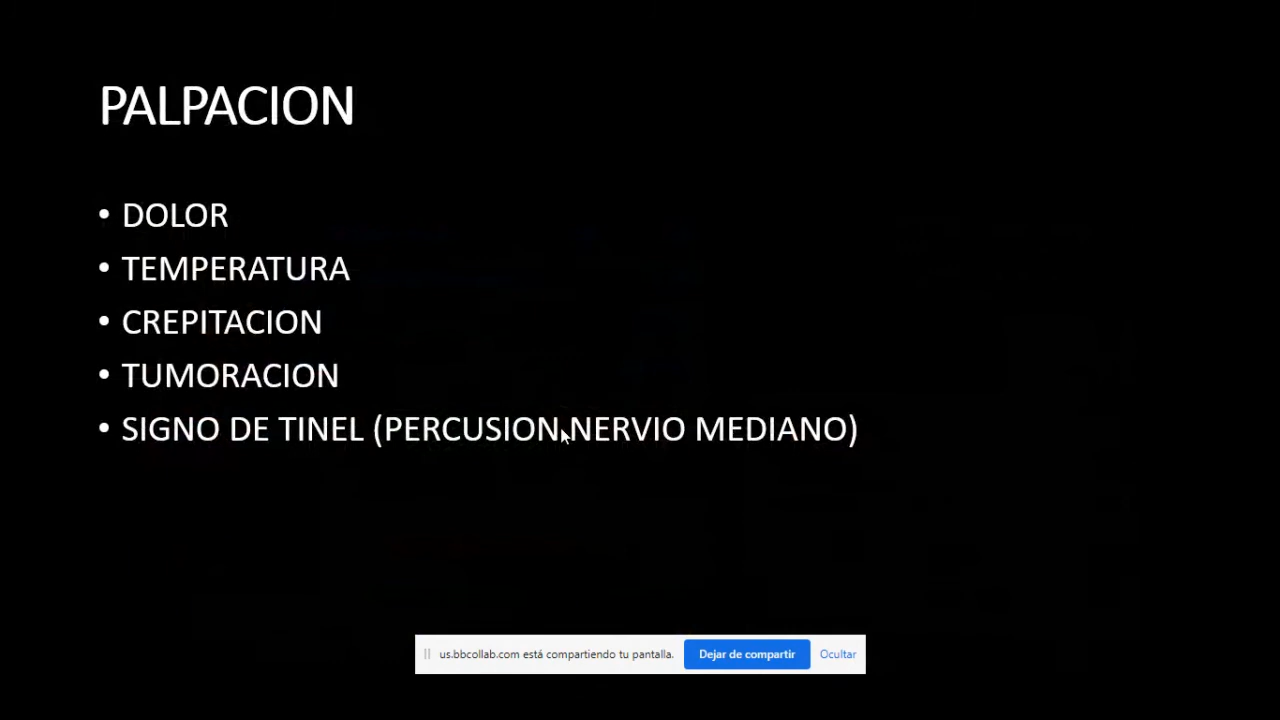 PALPACION
• DOLOR
• TEMPERATURA
• CREPITACION
• TUMORACION
• SIGNO DE TINEL (PERCUSION NERVIO MEDIANO)
us.bbcollab.com está compartiendo tu pantalla. Dejar de compartir Ocultar